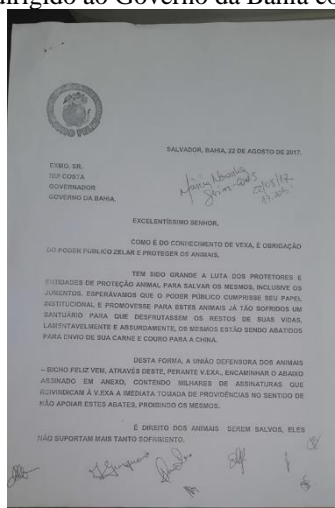 dirigido ao Governo da Bahia co
SALVADOR, BAHIA, 22 DE AGOSTO DE 2017.
EXMO. SR.
RUI COSTA
GOVERNADOR
GOVERNO DA BAHIA.
22/08/17
EXCELENTÍSSIMO SENHOR,
COMO É DO CONHECIMENTO DE VEXA, É OBRIGAÇÃO
DO PODER PÚBLICO ZELAR E PROTEGER OS ANIMAIS.
TEM SIDO GRANDE A LUTA DOS PROTETORES E
ENTIDADES DE PROTEÇÃO ANIMAL PARA SALVAR OS MESMOS, INCLUSIVE OS
JUMENTOS. ESPERÁVAMOS QUE O PODER PÚBLICO CUMPRISSE SEU PAPEL
INSTITUCIONAL E PROMOVESSE PARA ESTES ANIMAIS JÁ TÃO SOFRIDOS UM
SANTUÁRIO PARA QUE DESFRUTASSEM OS RESTOS DE SUAS VIDAS,
LAMENTAVELMENTE E ABSURDAMENTE, OS MESMOS ESTÃO SENDO ABATIDOS
PARA ENVIO DE SUA CARNE E COURO PARA A CHINA.
DESTA FORMA, A UNIÃO DEFENSORA DOS ANIMAIS
– BICHO FELIZ VEM, ATRAVÉS DESTE, PERANTE V.EXA., ENCAMINHAR O ABAIXO
ASSINADO EM ANEXO, CONTENDO MILHARES DE ASSINATURAS QUE
REIVINDICAM À V.EXA A IMEDIATA TOMADA DE PROVIDÊNCIAS NO SENTIDO DE
NÃO APOIAR ESTES ABATES, PROIBINDO OS MESMOS.
É DIREITO DOS ANIMAIS SEREM SALVOS, ELES
NÃO SUPORTAM MAIS TANTO SOFRIMENTO.